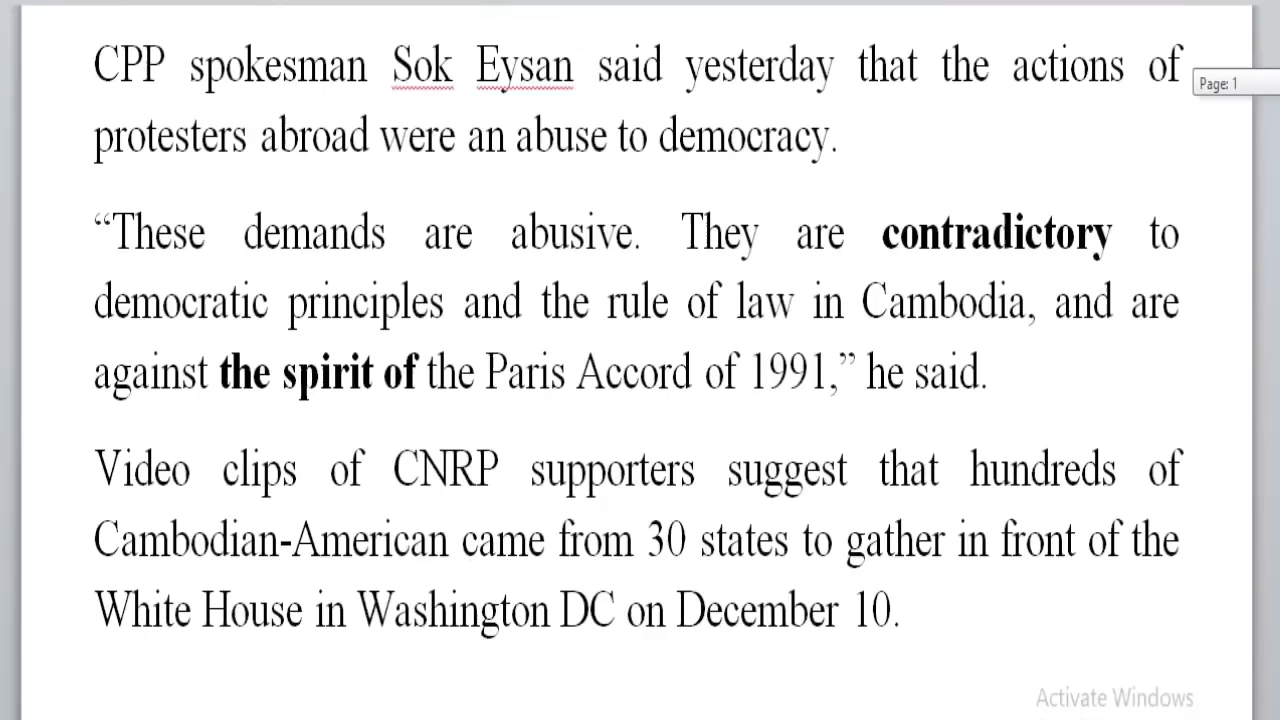 CPP spokesman Sok Eysan said yesterday that the actions of
Page: 1
protesters abroad were an abuse to democracy.
“These demands are abusive. They are contradictory to
democratic principles and the rule of law in Cambodia, and are
against the spirit of the Paris Accord of 1991,” he said.
Video clips of CNRP supporters suggest that hundreds of
Cambodian-American came from 30 states to gather in front of the
White House in Washington DC on December 10.
Activate Windows